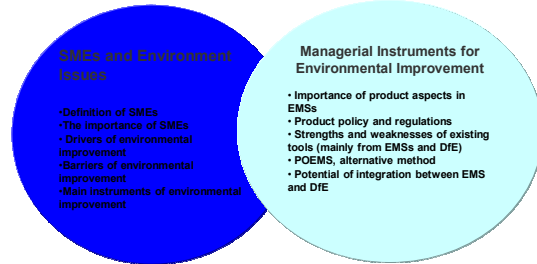 SMEs and Environment
Issues
•Definition of SMEs
•The importance of SMEs
• Drivers of environmental
improvement
•Barriers of environmental
improvement
•Main instruments of environmental
improvement
Managerial Instruments for
Environmental Improvement
• Importance of product aspects in
EMSs
• Product policy and regulations
• Strengths and weaknesses of existing
tools (mainly from EMSs and DfE)
• POEMS, alternative method
• Potential of integration between EMS
and DfE